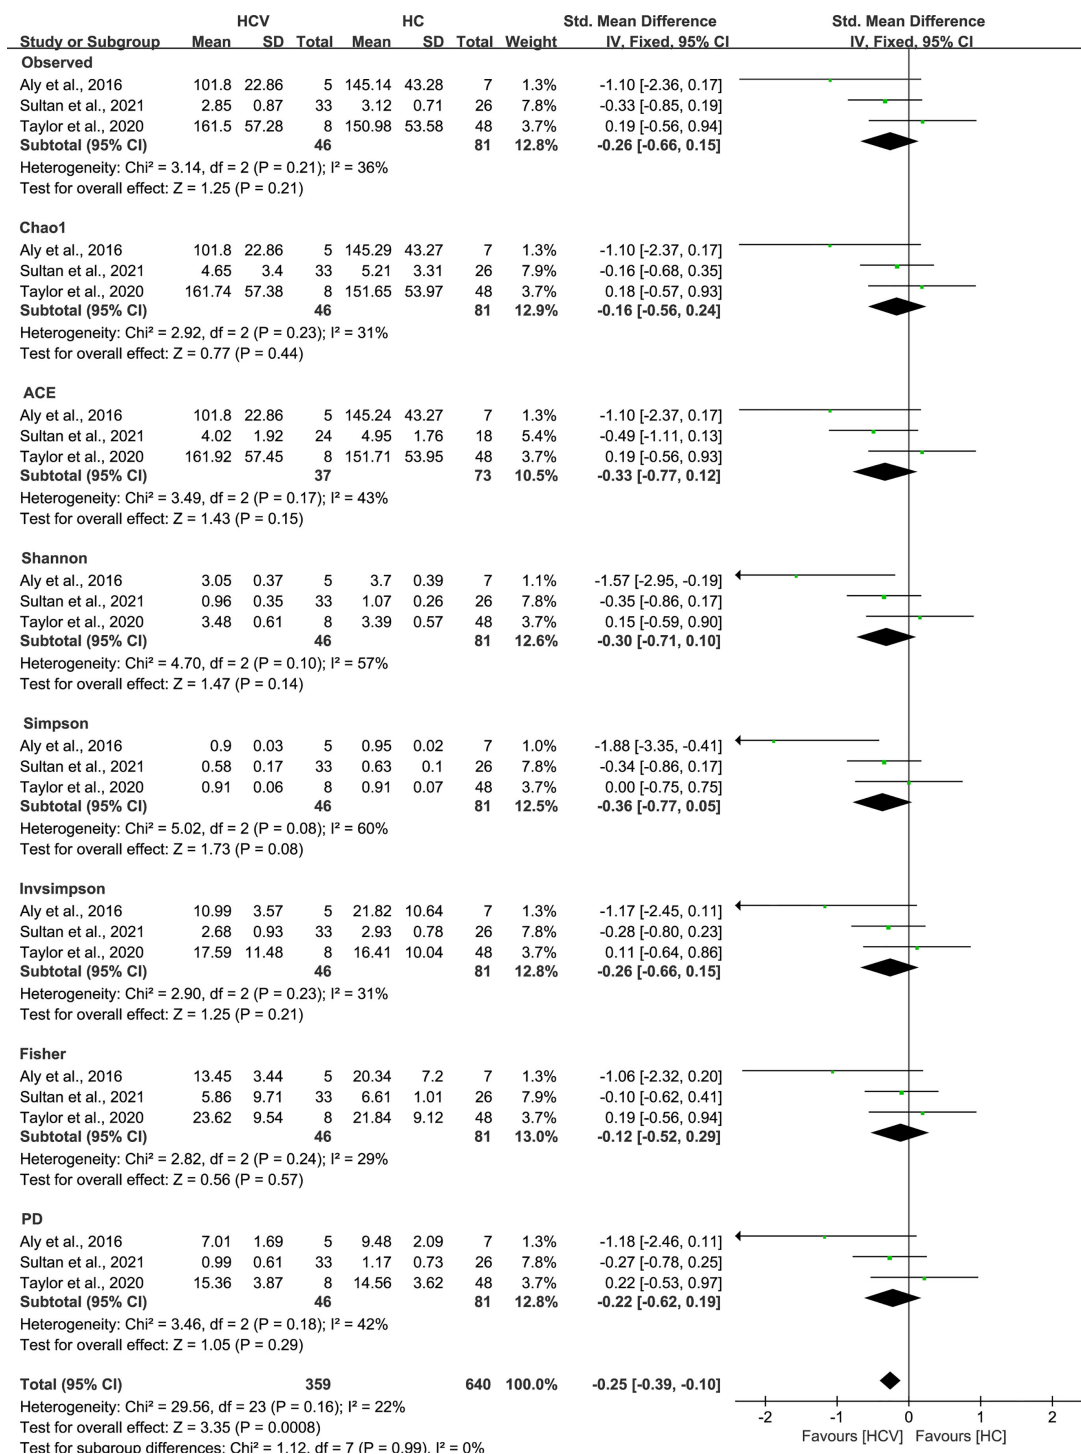 HCV HC Std. Mean Difference Std. Mean Difference
Study or Subgroup Mean SD Total Mean SD Total Weight IV, Fixed, 95% CI IV, Fixed, 95% CI
Observed
Aly et al., 2016 101.8 22.86 5 145.14 43.28 7 1.3% -1.10 [-2.36, 0.17]
Sultan et al., 2021 2.85 0.87 33 3.12 0.71 26 7.8% -0.33 [-0.85, 0.19]
Taylor et al., 2020 161.5 57.28 8 150.98 53.58 48 3.7% 0.19 [-0.56, 0.94]
Subtotal (95% CI) 46 81 12.8% -0.26 [-0.66, 0.15]
Heterogeneity: Chi² = 3.14, df = 2 (P = 0.21); I² = 36%
Test for overall effect: Z = 1.25 (P = 0.21)
Chao1
Aly et al., 2016 101.8 22.86 5 145.29 43.27 7 1.3% -1.10 [-2.37, 0.17]
Sultan et al., 2021 4.65 3.4 33 5.21 3.31 26 7.9% -0.16 [-0.68, 0.35]
Taylor et al., 2020 161.74 57.38 8 151.65 53.97 48 3.7% 0.18 [-0.57, 0.93]
Subtotal (95% CI) 46 81 12.9% -0.16 [-0.56, 0.24]
Heterogeneity: Chi² = 2.92, df = 2 (P = 0.23); I² = 31%
Test for overall effect: Z = 0.77 (P = 0.44)
ACE
Aly et al., 2016 101.8 22.86 5 145.24 43.27 7 1.3% -1.10 [-2.37, 0.17]
Sultan et al., 2021 4.02 1.92 24 4.95 1.76 18 5.4% -0.49 [-1.11, 0.13]
Taylor et al., 2020 161.92 57.45 8 151.71 53.95 48 3.7% 0.19 [-0.56, 0.93]
Subtotal (95% CI) 37 73 10.5% -0.33 [-0.77, 0.12]
Heterogeneity: Chi² = 3.49, df = 2 (P = 0.17); I² = 43%
Test for overall effect: Z = 1.43 (P = 0.15)
Shannon
Aly et al., 2016 3.05 0.37 5 3.7 0.39 7 1.1% -1.57 [-2.95, -0.19]
Sultan et al., 2021 0.96 0.35 33 1.07 0.26 26 7.8% -0.35 [-0.86, 0.17]
Taylor et al., 2020 3.48 0.61 8 3.39 0.57 48 3.7% 0.15 [-0.59, 0.90]
Subtotal (95% CI) 46 81 12.6% -0.30 [-0.71, 0.10]
Heterogeneity: Chi² = 4.70, df = 2 (P = 0.10); I² = 57%
Test for overall effect: Z = 1.47 (P = 0.14)
Simpson
Aly et al., 2016 0.9 0.03 5 0.95 0.02 7 1.0% -1.88 [-3.35, -0.41]
Sultan et al., 2021 0.58 0.17 33 0.63 0.1 26 7.8% -0.34 [-0.86, 0.17]
Taylor et al., 2020 0.91 0.06 8 0.91 0.07 48 3.7% 0.00 [-0.75, 0.75]
Subtotal (95% CI) 46 81 12.5% -0.36 [-0.77, 0.05]
Heterogeneity: Chi² = 5.02, df = 2 (P = 0.08); I² = 60%
Test for overall effect: Z = 1.73 (P = 0.08)
Invsimpson
Aly et al., 2016 10.99 3.57 5 21.82 10.64 7 1.3% -1.17 [-2.45, 0.11]
Sultan et al., 2021 2.68 0.93 33 2.93 0.78 26 7.8% -0.28 [-0.80, 0.23]
Taylor et al., 2020 17.59 11.48 8 16.41 10.04 48 3.7% 0.11 [-0.64, 0.86]
Subtotal (95% CI) 46 81 12.8% -0.26 [-0.66, 0.15]
Heterogeneity: Chi² = 2.90, df = 2 (P = 0.23); I² = 31%
Test for overall effect: Z = 1.25 (P = 0.21)
Fisher
Aly et al., 2016 13.45 3.44 5 20.34 7.2 7 1.3% -1.06 [-2.32, 0.20]
Sultan et al., 2021 5.86 9.71 33 6.61 1.01 26 7.8% -0.10 [-0.62, 0.41]
Taylor et al., 2020 23.62 9.54 8 21.84 9.12 48 3.7% 0.19 [-0.56, 0.94]
Subtotal (95% CI) 46 81 13.0% -0.12 [-0.52, 0.29]
Heterogeneity: Chi² = 2.82, df = 2 (P = 0.24); I² = 29%
Test for overall effect: Z = 0.56 (P = 0.57)
PD
Aly et al., 2016 7.01 1.69 5 9.48 2.09 7 1.3% -1.18 [-2.46, 0.11]
Sultan et al., 2021 0.99 0.61 33 1.17 0.73 26 7.8% -0.27 [-0.78, 0.25]
Taylor et al., 2020 15.36 3.87 8 14.56 3.62 48 3.7% 0.22 [-0.53, 0.97]
Subtotal (95% CI) 46 81 12.8% -0.22 [-0.62, 0.19]
Heterogeneity: Chi² = 3.46, df = 2 (P = 0.18); I² = 42%
Test for overall effect: Z = 1.05 (P = 0.29)
Total (95% CI) 359 640 100.0% -0.25 [-0.39, -0.10]
Heterogeneity: Chi² = 29.56, df = 23 (P = 0.16); I² = 22%
-2 -1 0 1 2
Test for overall effect: Z = 3.35 (P = 0.0008)
Favours [HCV] Favours [HC]
Test for subgroup differences: Chi² = 1.12, df = 7 (P = 0.99), I² = 0%